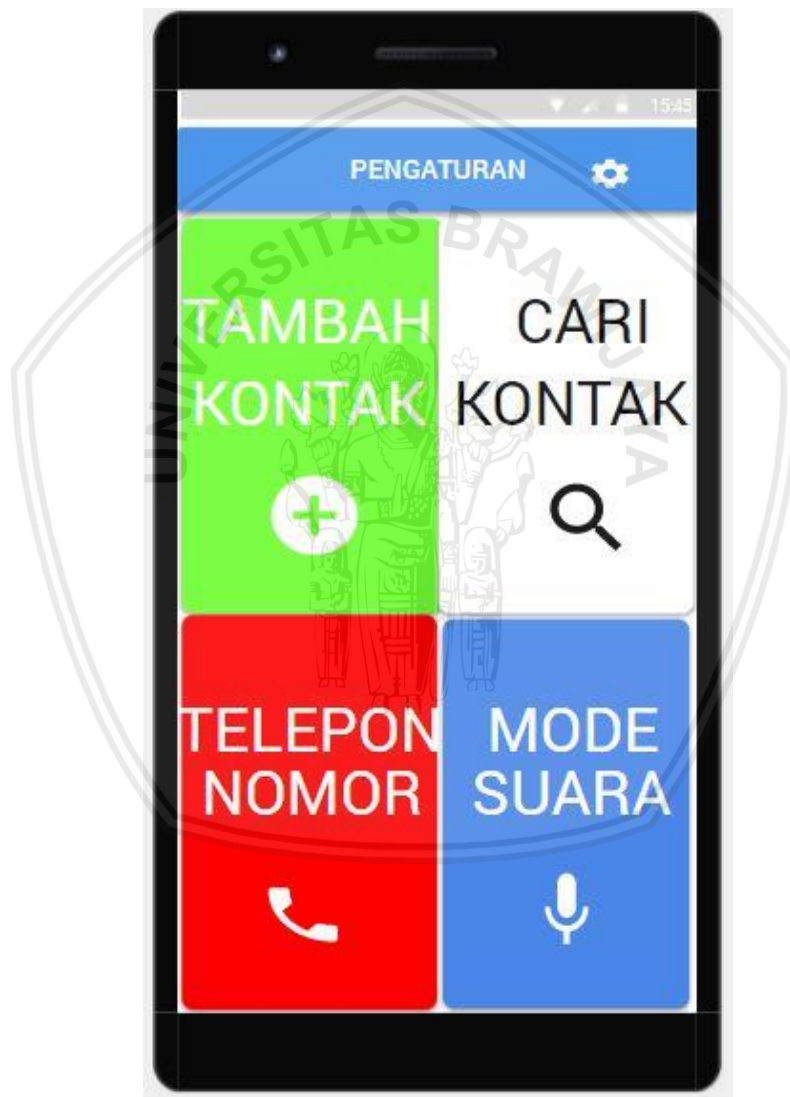 15:45
PENGATURAN
UNIVERSITAS BRAWIJAYA
TAMBAH
KONTAK
CARI
KONTAK
TELEPON
NOMOR
MODE
SUARA